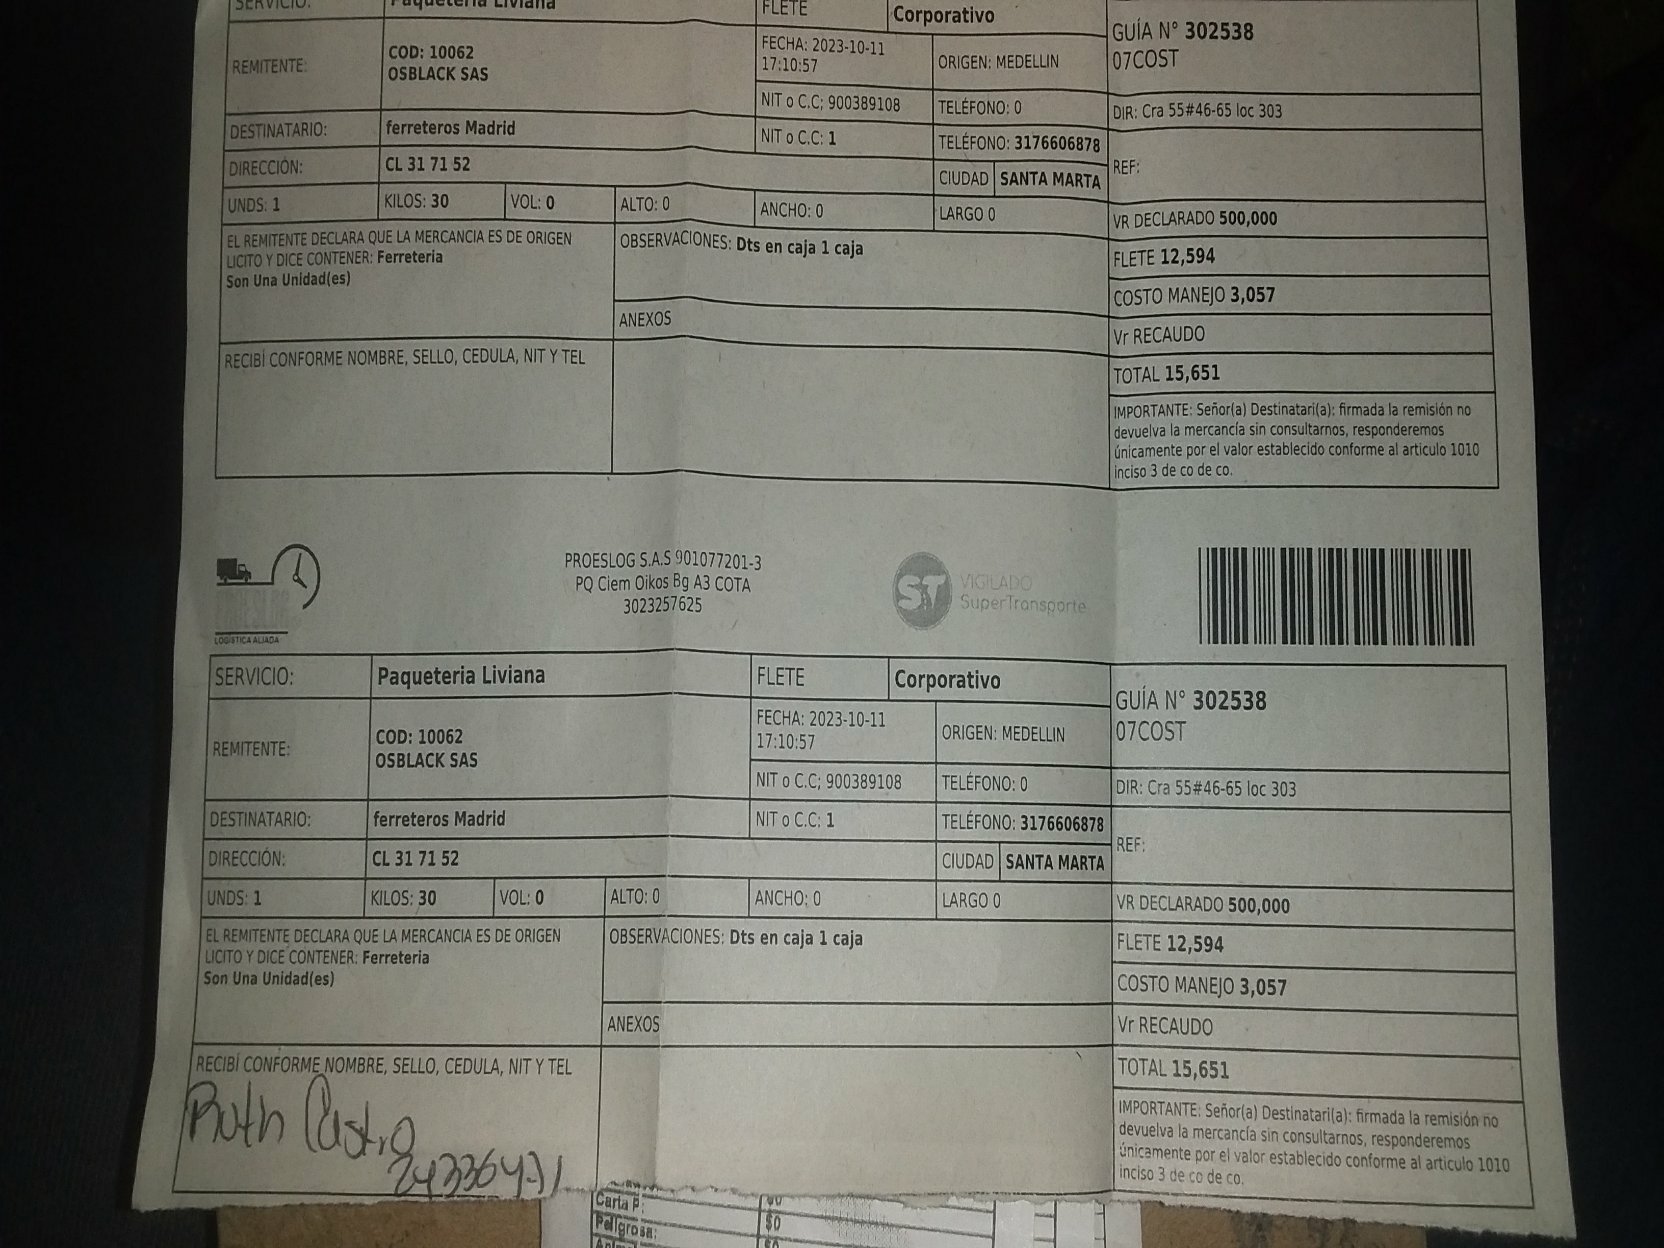 SERVICIO: Paqueteria Liviana FLETE Corporativo
GUÍA N° 302538
07COST
REMITENTE: COD: 10062
OSBLACK SAS
FECHA: 2023-10-11
17:10:57
ORIGEN: MEDELLIN
NIT o C.C; 900389108 TELÉFONO: 0 DIR: Cra 55#46-65 loc 303
DESTINATARIO: ferreteros Madrid NIT o C.C: 1 TELÉFONO: 3176606878
REF:
DIRECCIÓN: CL 31 71 52 CIUDAD SANTA MARTA
UNDS: 1 KILOS: 30 VOL: 0 ALTO: 0 ANCHO: 0 LARGO 0 VR DECLARADO 500,000
EL REMITENTE DECLARA QUE LA MERCANCIA ES DE ORIGEN
LICITO Y DICE CONTENER: Ferreteria
Son Una Unidad(es)
OBSERVACIONES: Dts en caja 1 caja
FLETE 12,594
COSTO MANEJO 3,057
ANEXOS
Vr RECAUDO
RECIBÍ CONFORME NOMBRE, SELLO, CEDULA, NIT Y TEL
TOTAL 15,651
IMPORTANTE: Señor(a) Destinatari(a): firmada la remisión no
devuelva la mercancía sin consultarnos, responderemos
únicamente por el valor establecido conforme al articulo 1010
inciso 3 de co de co.
LOGISTICA ALIADA
PROESLOG S.A.S 901077201-3
PQ Ciem Oikos Bg A3 COTA
3023257625
ST VIGILADO
SuperTransporte
SERVICIO: Paqueteria Liviana FLETE Corporativo
GUÍA N° 302538
07COST
REMITENTE: COD: 10062
OSBLACK SAS
FECHA: 2023-10-11
17:10:57
ORIGEN: MEDELLIN
NIT o C.C; 900389108 TELÉFONO: 0 DIR: Cra 55#46-65 loc 303
DESTINATARIO: ferreteros Madrid NIT o C.C: 1 TELÉFONO: 3176606878
REF:
DIRECCIÓN: CL 31 71 52 CIUDAD SANTA MARTA
UNDS: 1 KILOS: 30 VOL: 0 ALTO: 0 ANCHO: 0 LARGO 0 VR DECLARADO 500,000
EL REMITENTE DECLARA QUE LA MERCANCIA ES DE ORIGEN
LICITO Y DICE CONTENER: Ferreteria
Son Una Unidad(es)
OBSERVACIONES: Dts en caja 1 caja
FLETE 12,594
COSTO MANEJO 3,057
ANEXOS
Vr RECAUDO
RECIBÍ CONFORME NOMBRE, SELLO, CEDULA, NIT Y TEL
TOTAL 15,651
Ruth Castro
IMPORTANTE: Señor(a) Destinatari(a): firmada la remisión no
devuelva la mercancía sin consultarnos, responderemos
únicamente por el valor establecido conforme al articulo 1010
inciso 3 de co de co.
Carta P:
Peligrosa: $0